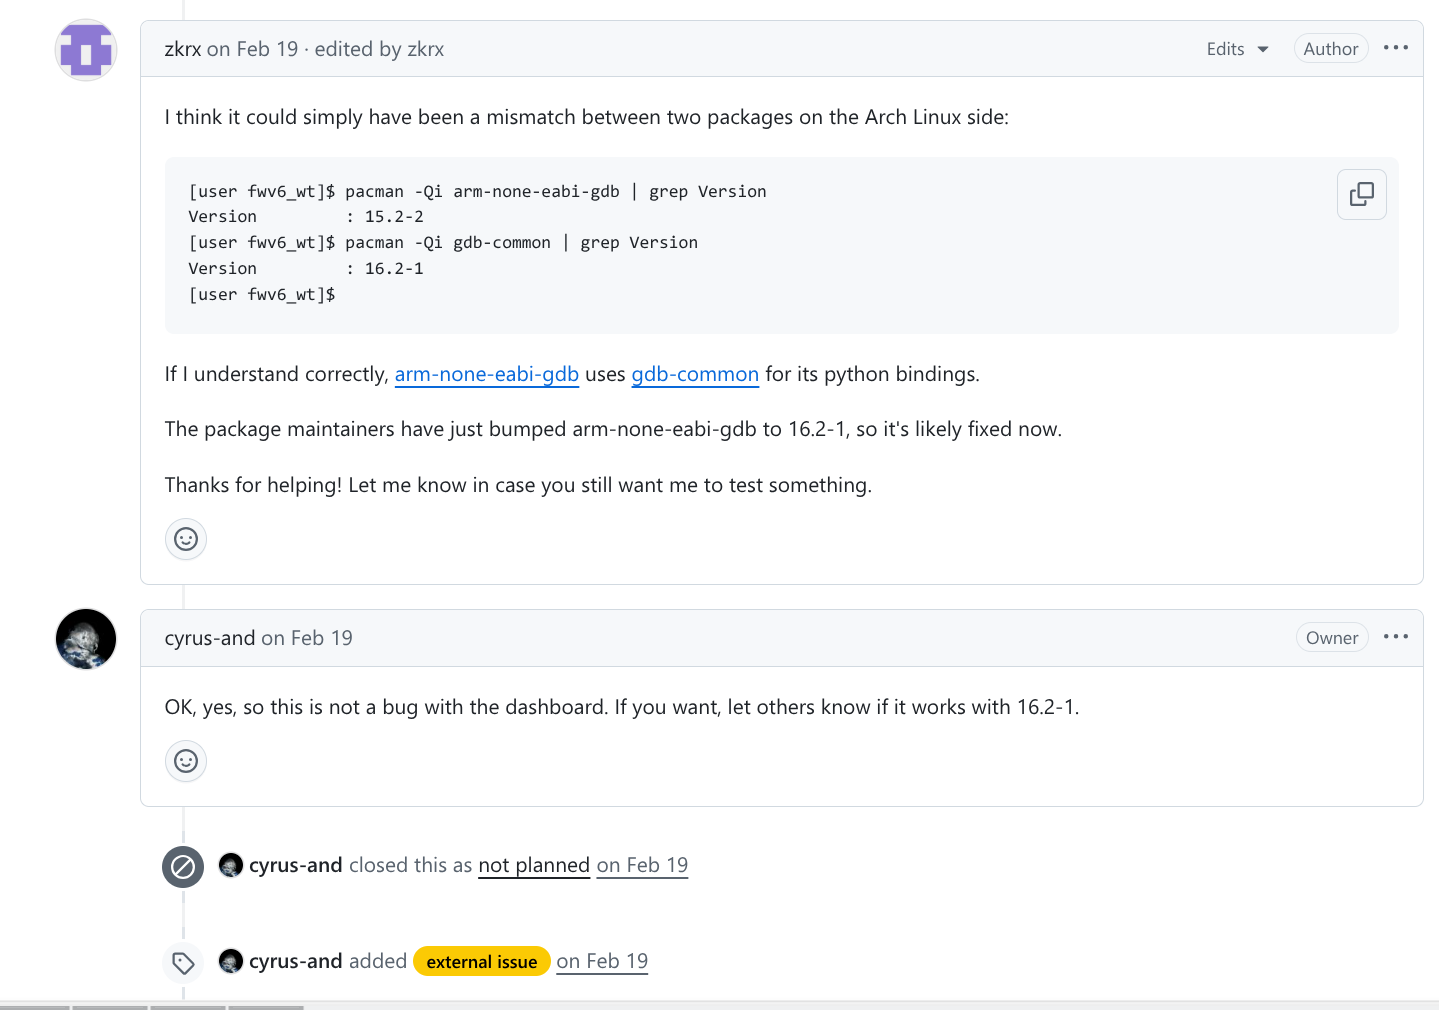 zkrx on Feb 19 · edited by zkrx
Edits
Author
I think it could simply have been a mismatch between two packages on the Arch Linux side:
[user fwv6_wt]$ pacman -Qi arm-none-eabi-gdb | grep Version
Version         : 15.2-2
[user fwv6_wt]$ pacman -Qi gdb-common | grep Version
Version         : 16.2-1
[user fwv6_wt]$
If I understand correctly, arm-none-eabi-gdb uses gdb-common for its python bindings.
The package maintainers have just bumped arm-none-eabi-gdb to 16.2-1, so it's likely fixed now.
Thanks for helping! Let me know in case you still want me to test something.
cyrus-and on Feb 19
Owner
OK, yes, so this is not a bug with the dashboard. If you want, let others know if it works with 16.2-1.
cyrus-and closed this as not planned on Feb 19
cyrus-and added external issue on Feb 19